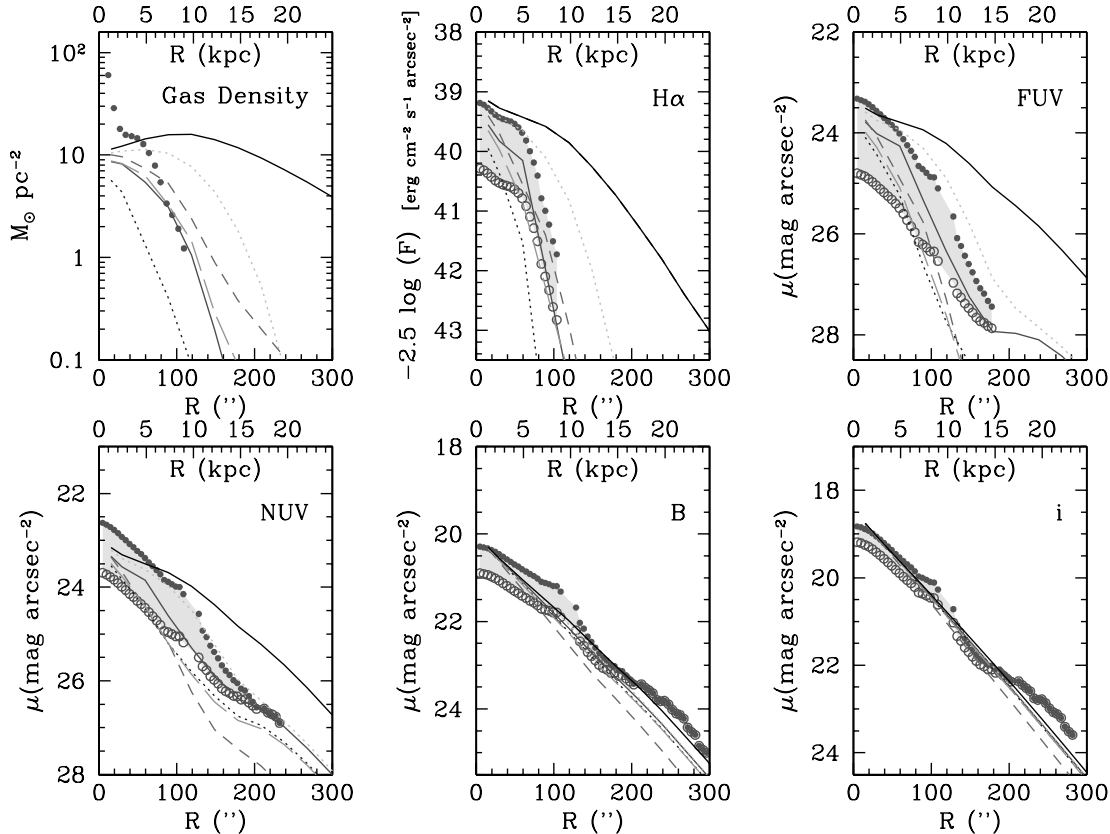 0 5 10 15 20
R (kpc)
Gas Density
10²
10
1
0.1
M⊙ pc⁻²
0 100 200 300
R (")
0 5 10 15 20
R (kpc)
Hα
38
39
40
41
42
43
−2.5 log (F) [erg cm⁻² s⁻¹ arcsec⁻²]
0 100 200 300
R (")
0 5 10 15 20
R (kpc)
FUV
22
24
26
28
μ(mag arcsec⁻²)
0 100 200 300
R (")
0 5 10 15 20
R (kpc)
NUV
22
24
26
28
μ(mag arcsec⁻²)
0 100 200 300
R (")
0 5 10 15 20
R (kpc)
B
18
20
22
24
μ(mag arcsec⁻²)
0 100 200 300
R (")
0 5 10 15 20
R (kpc)
i
18
20
22
24
μ(mag arcsec⁻²)
0 100 200 300
R (")